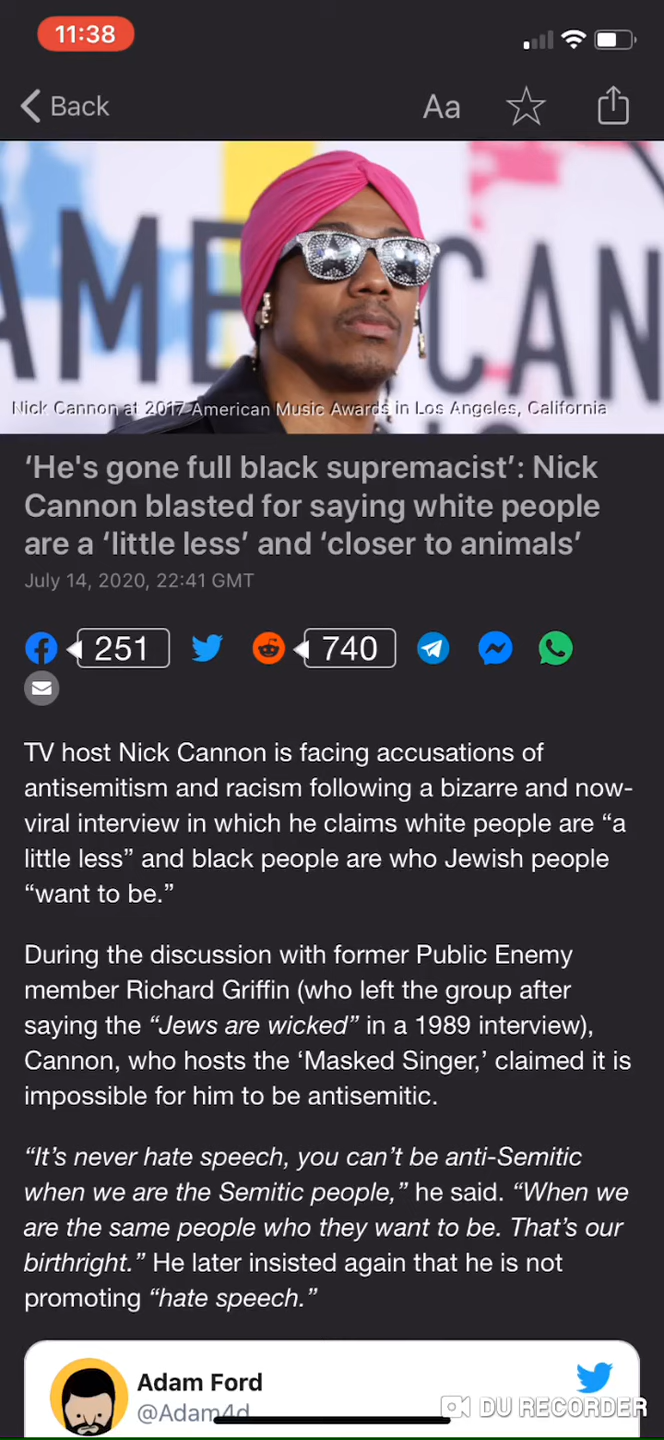 11:38
Back
Aa
AMERICAN
Nick Cannon at 2017 American Music Awards in Los Angeles, California
‘He's gone full black supremacist’: Nick
Cannon blasted for saying white people
are a ‘little less’ and ‘closer to animals’
July 14, 2020, 22:41 GMT
251
740
TV host Nick Cannon is facing accusations of
antisemitism and racism following a bizarre and now-
viral interview in which he claims white people are “a
little less” and black people are who Jewish people
“want to be.”
During the discussion with former Public Enemy
member Richard Griffin (who left the group after
saying the “Jews are wicked” in a 1989 interview),
Cannon, who hosts the ‘Masked Singer,’ claimed it is
impossible for him to be antisemitic.
“It’s never hate speech, you can’t be anti-Semitic
when we are the Semitic people,” he said. “When we
are the same people who they want to be. That’s our
birthright.” He later insisted again that he is not
promoting “hate speech.”
Adam Ford
@Adam4d
DU RECORDER